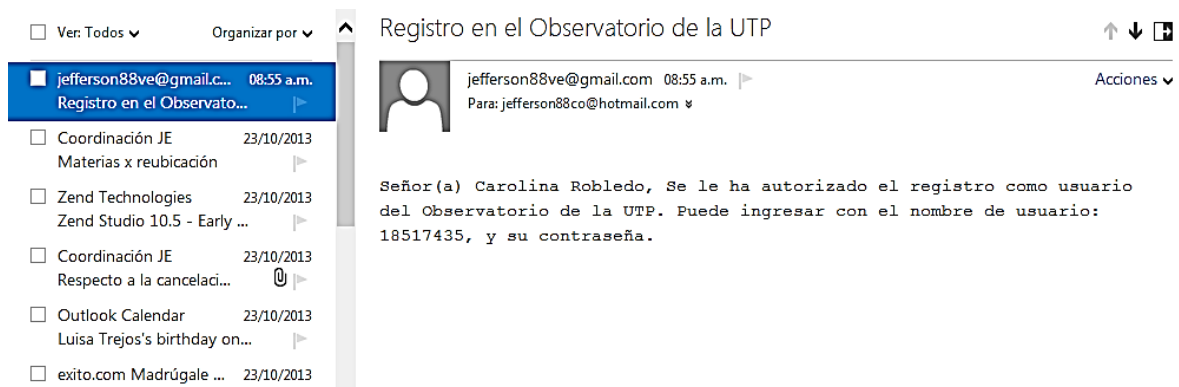 Ver: Todos
Organizar por
jefferson88ve@gmail.c... 08:55 a.m.
Registro en el Observato...
Coordinación JE 23/10/2013
Materias x reubicación
Zend Technologies 23/10/2013
Zend Studio 10.5 - Early ...
Coordinación JE 23/10/2013
Respecto a la cancelaci...
Outlook Calendar 23/10/2013
Luisa Trejos's birthday on...
exito.com Madrúgale ... 23/10/2013
Registro en el Observatorio de la UTP
jefferson88ve@gmail.com 08:55 a.m.
Acciones
Para: jefferson88co@hotmail.com
Señor(a) Carolina Robledo, Se le ha autorizado el registro como usuario
del Observatorio de la UTP. Puede ingresar con el nombre de usuario:
18517435, y su contraseña.